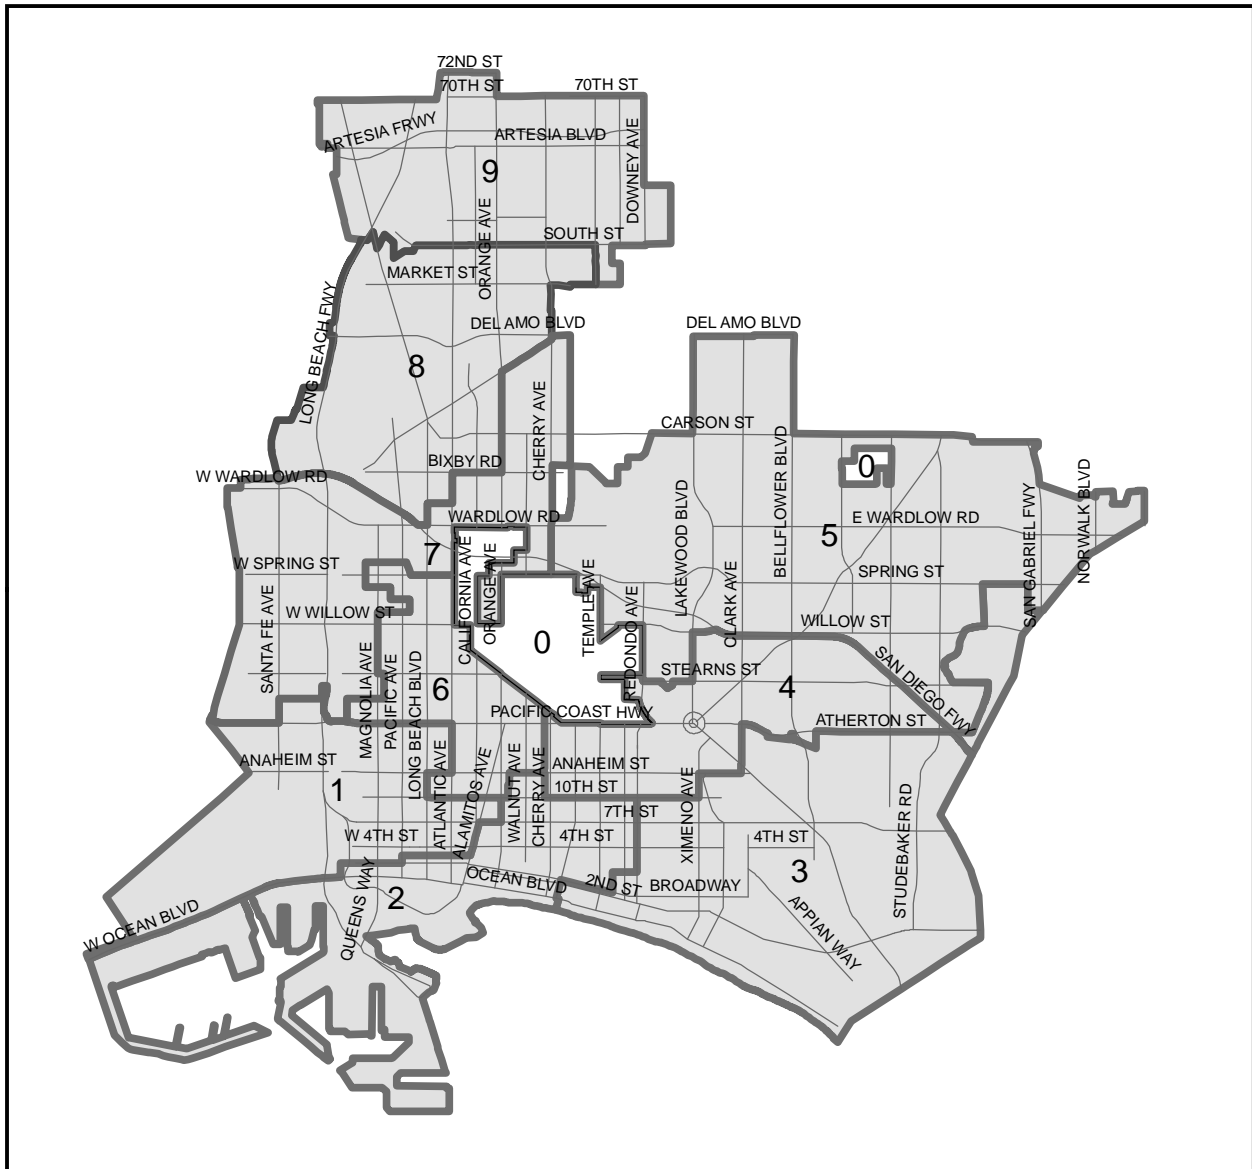 72ND ST
70TH ST
70TH ST
ARTESIA FRWY
ARTESIA BLVD
DOWNEY AVE
9
ORANGE AVE
SOUTH ST
MARKET ST
LONG BEACH FWY
DEL AMO BLVD
DEL AMO BLVD
8
CHERRY AVE
CARSON ST
BELLFLOWER BLVD
BIXBY RD
0
W WARDLOW RD
LAKEWOOD BLVD
SAN GABRIEL FWY
NORWALK BLVD
WARDLOW RD
E WARDLOW RD
5
7
CALIFORNIA AVE
ORANGE AVE
W SPRING ST
SPRING ST
TEMPLE AVE
REDONDO AVE
CLARK AVE
SANTA FE AVE
W WILLOW ST
WILLOW ST
0
MAGNOLIA AVE
PACIFIC AVE
LONG BEACH BLVD
STEARNS ST
SAN DIEGO FWY
6
4
PACIFIC COAST HWY
ATHERTON ST
ANAHEIM ST
ANAHEIM ST
ATLANTIC AVE
ALAMITOS AVE
WALNUT AVE
CHERRY AVE
10TH ST
1
7TH ST
XIMENO AVE
STUDEBAKER RD
W 4TH ST
4TH ST
4TH ST
3
OCEAN BLVD
2ND ST
BROADWAY
QUEENS WAY
2
APPIAN WAY
W OCEAN BLVD